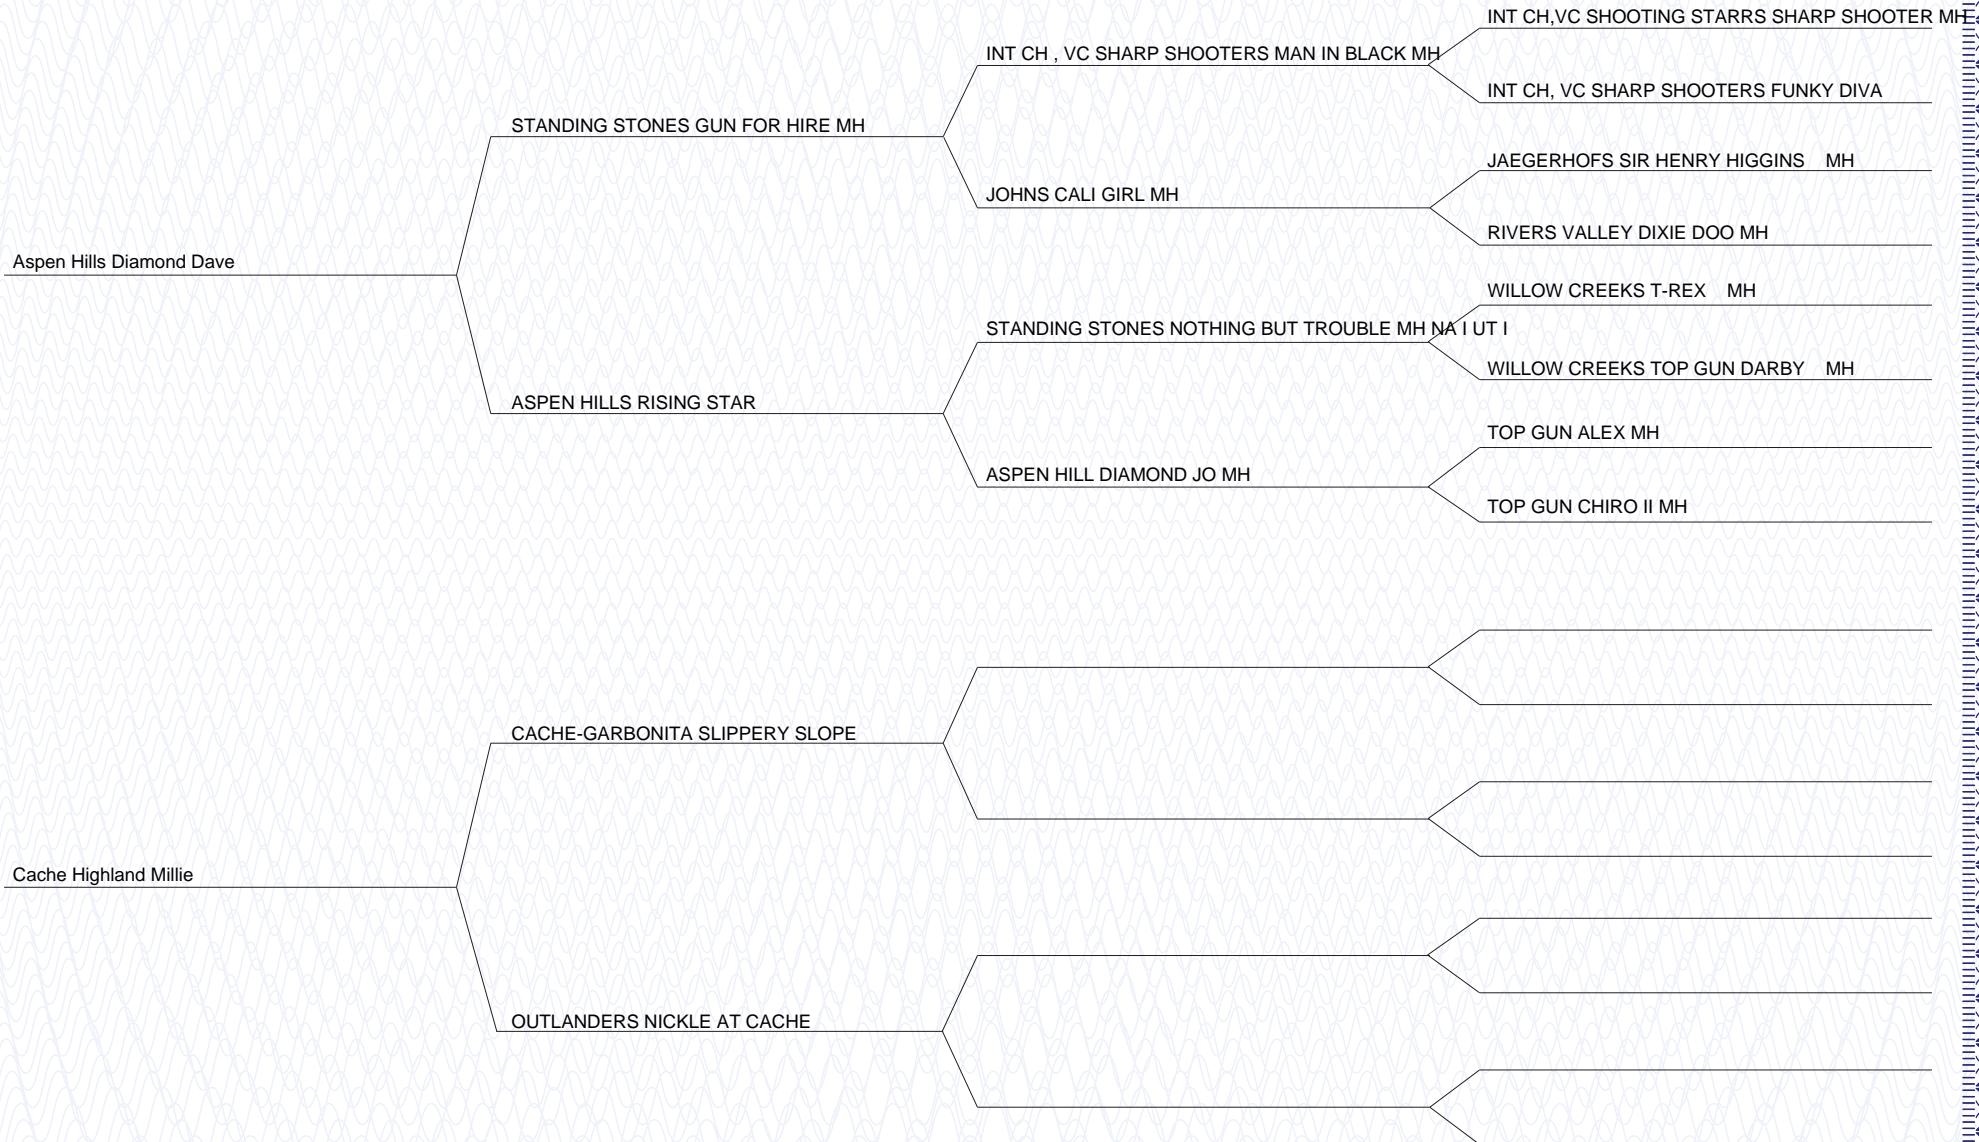 INT CH,VC SHOOTING STARRS SHARP SHOOTER MH
INT CH , VC SHARP SHOOTERS MAN IN BLACK MH
INT CH, VC SHARP SHOOTERS FUNKY DIVA
STANDING STONES GUN FOR HIRE MH
JAEGERHOFS SIR HENRY HIGGINS MH
JOHNS CALI GIRL MH
RIVERS VALLEY DIXIE DOO MH
Aspen Hills Diamond Dave
WILLOW CREEKS T-REX MH
STANDING STONES NOTHING BUT TROUBLE MH NA I UT I
WILLOW CREEKS TOP GUN DARBY MH
ASPEN HILLS RISING STAR
TOP GUN ALEX MH
ASPEN HILL DIAMOND JO MH
TOP GUN CHIRO II MH
CACHE-GARBONITA SLIPPERY SLOPE
Cache Highland Millie
OUTLANDERS NICKLE AT CACHE